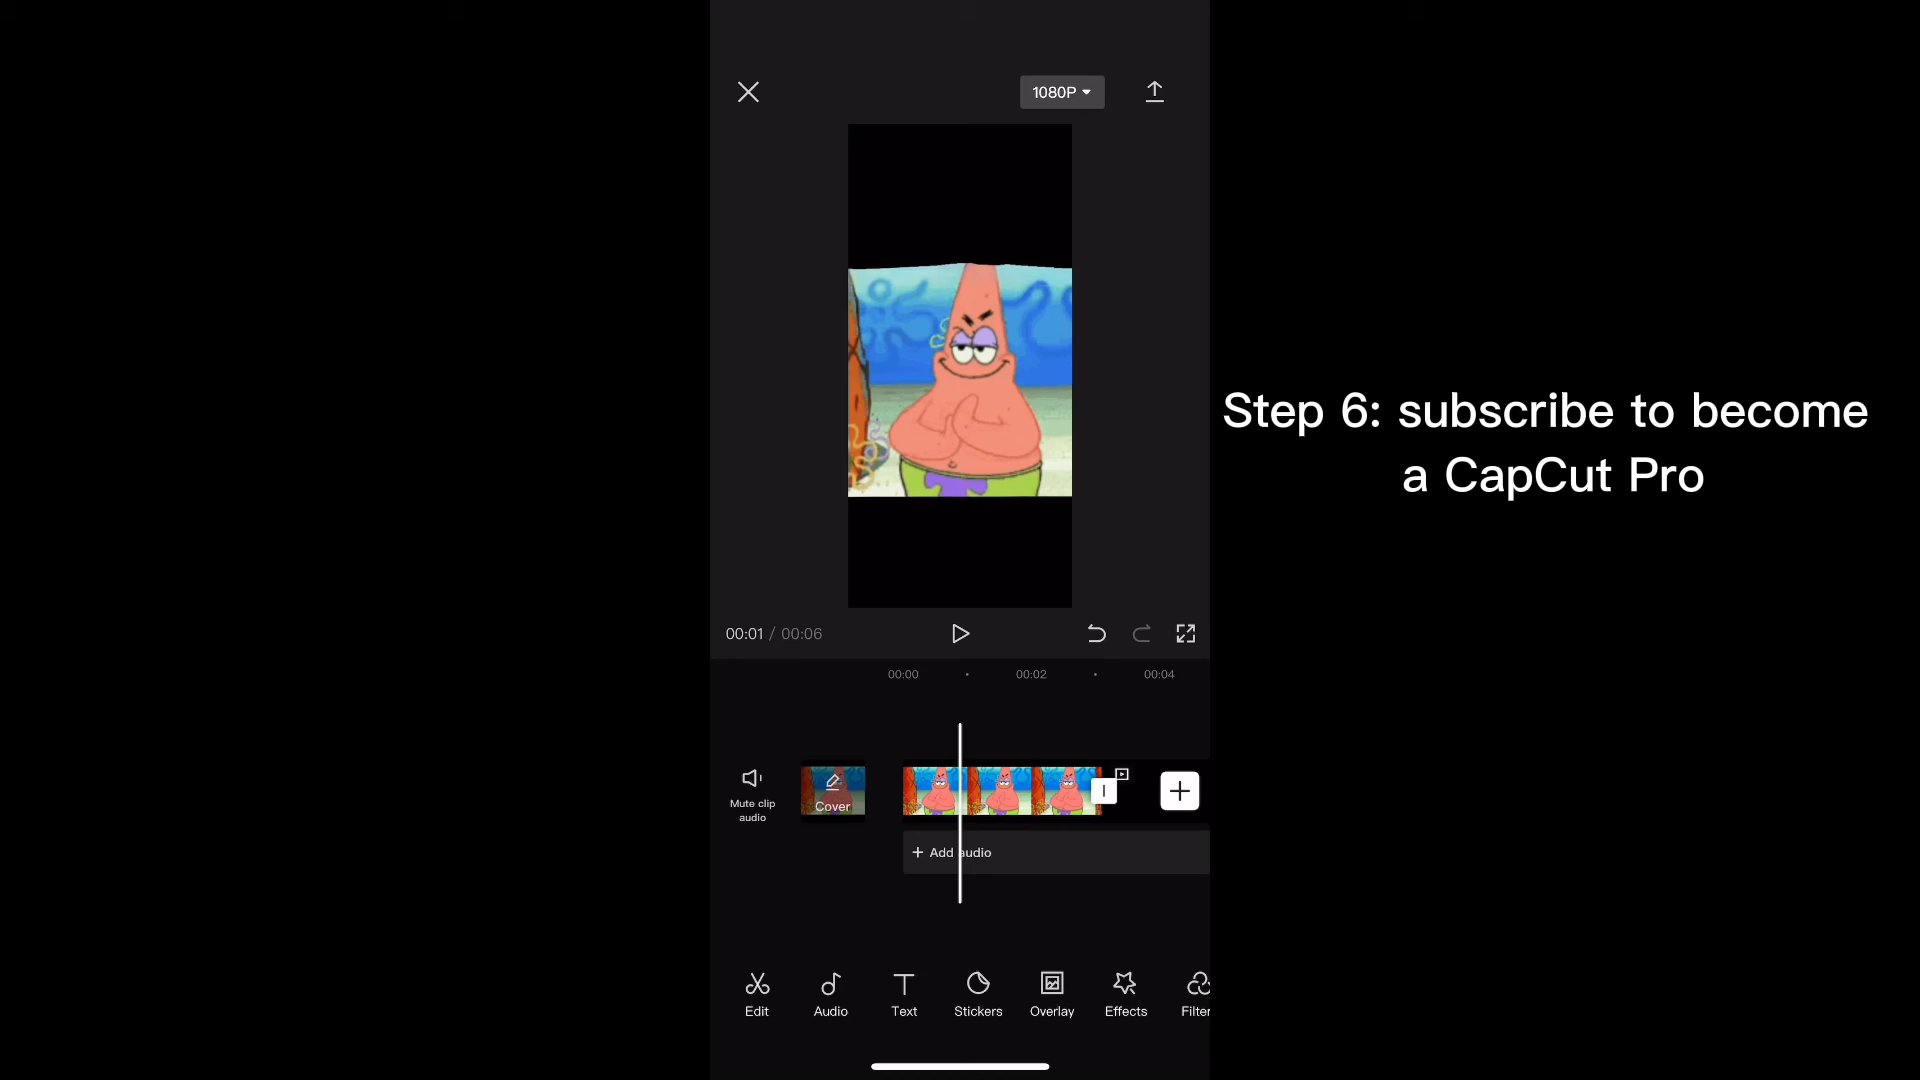 1080P
Step 6: subscribe to become
a CapCut Pro
00:01 / 00:06
00:00
00:02
00:04
Mute clip
audio
Cover
+ Add audio
Edit
Audio
Text
Stickers
Overlay
Effects
Filter